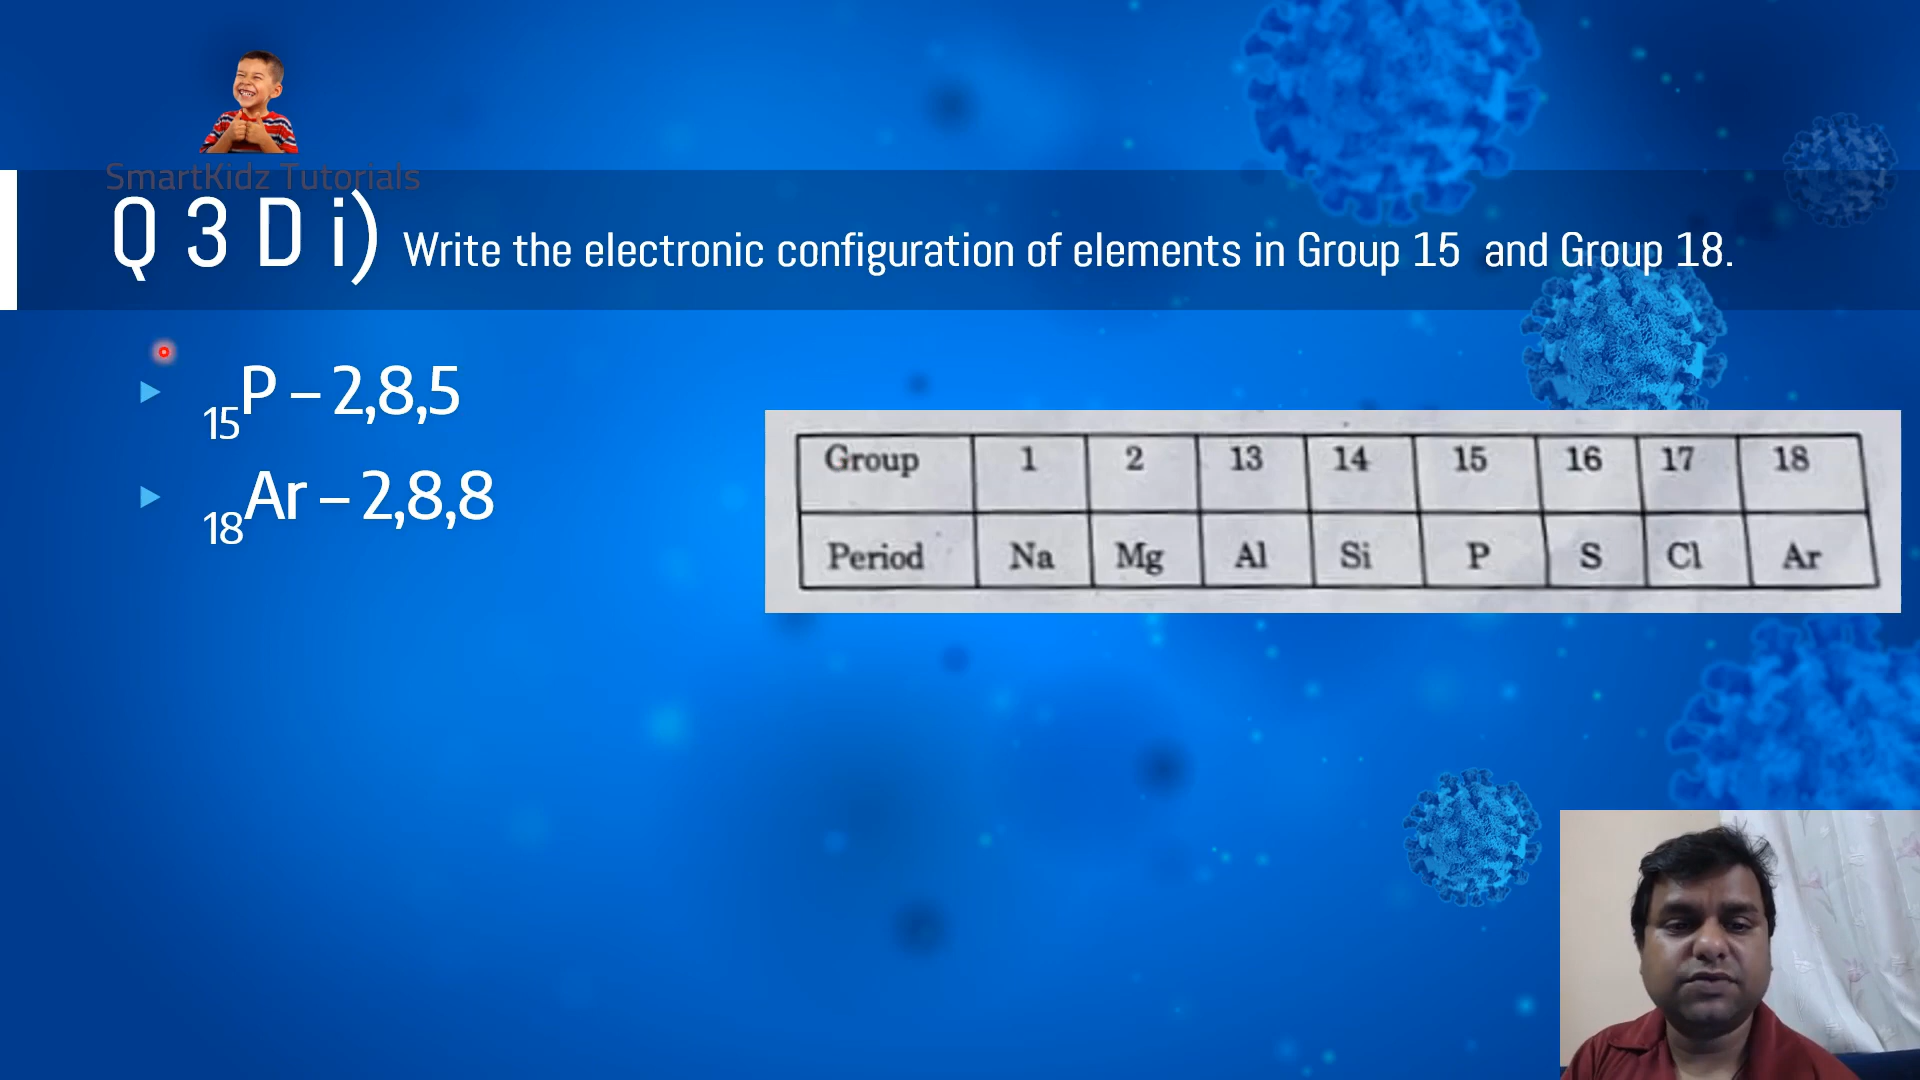 SmartKidz Tutorials
Q 3 D i) Write the electronic configuration of elements in Group 15 and Group 18.
15P – 2,8,5
18Ar – 2,8,8
Group 1 2 13 14 15 16 17 18
Period Na Mg Al Si P S Cl Ar